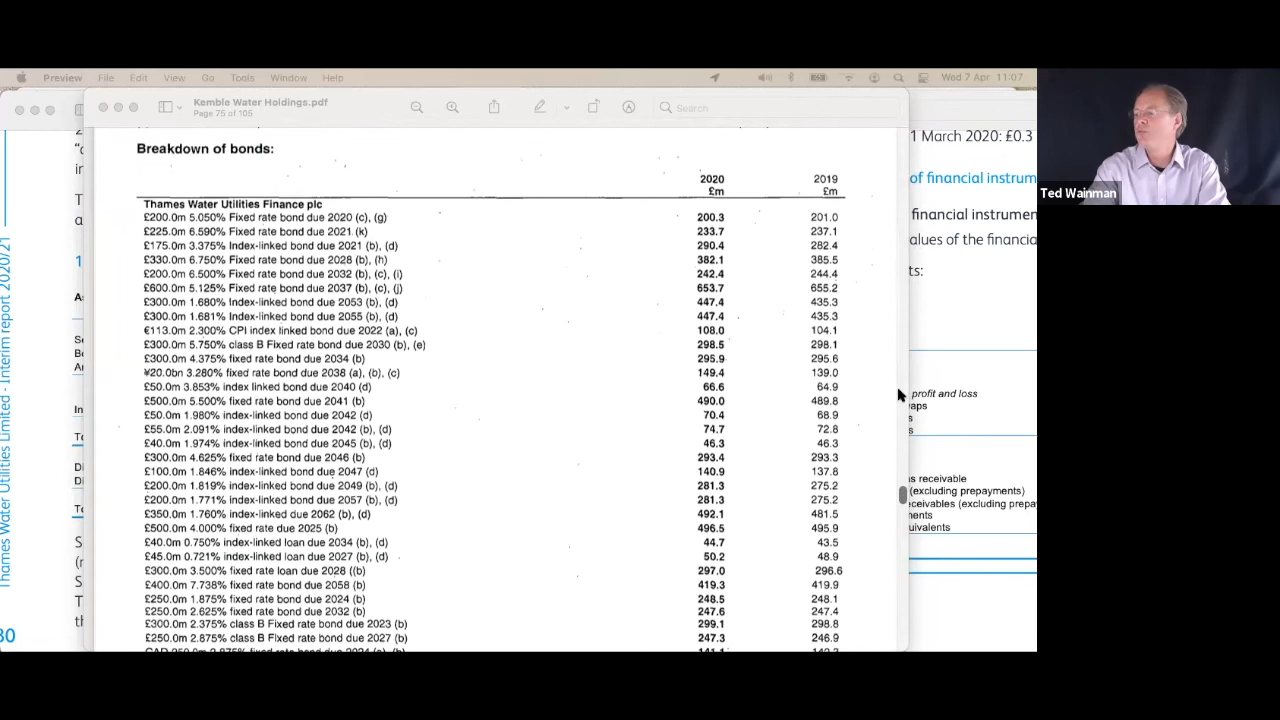 Preview File Edit View Go Tools Window Help Wed 7 Apr 11:07
Kemble Water Holdings.pdf
Page 75 of 105
Search
Breakdown of bonds:
2020 2019
£m £m
Thames Water Utilities Finance plc
£200.0m 5.050% Fixed rate bond due 2020 (c), (g) 200.3 201.0
£225.0m 6.590% Fixed rate bond due 2021 (k) 233.7 237.1
£175.0m 3.375% Index-linked bond due 2021 (b), (d) 290.4 282.4
£330.0m 6.750% Fixed rate bond due 2028 (b), (h) 382.1 385.5
£200.0m 6.500% Fixed rate bond due 2032 (b), (c), (i) 242.4 244.4
£600.0m 5.125% Fixed rate bond due 2037 (b), (c), (j) 653.7 655.2
£300.0m 1.680% Index-linked bond due 2053 (b), (d) 447.4 435.3
£300.0m 1.681% Index-linked bond due 2055 (b), (d) 447.4 435.3
€113.0m 2.300% CPI index linked bond due 2022 (a), (c) 108.0 104.1
£300.0m 5.750% class B Fixed rate bond due 2030 (b), (e) 298.5 298.1
£300.0m 4.375% fixed rate bond due 2034 (b) 295.9 295.6
¥20.0bn 3.280% fixed rate bond due 2038 (a), (b), (c) 149.4 139.0
£50.0m 3.853% index linked bond due 2040 (d) 66.6 64.9
£500.0m 5.500% fixed rate bond due 2041 (b) 490.0 489.8
£50.0m 1.980% index-linked bond due 2042 (d) 70.4 68.9
£55.0m 2.091% index-linked bond due 2042 (b), (d) 74.7 72.8
£40.0m 1.974% index-linked bond due 2045 (b), (d) 46.3 46.3
£300.0m 4.625% fixed rate bond due 2046 (b) 293.4 293.3
£100.0m 1.846% index-linked bond due 2047 (d) 140.9 137.8
£200.0m 1.819% index-linked bond due 2049 (b), (d) 281.3 275.2
£200.0m 1.771% index-linked bond due 2057 (b), (d) 281.3 275.2
£350.0m 1.760% index-linked due 2062 (b), (d) 492.1 481.5
£500.0m 4.000% fixed rate due 2025 (b) 496.5 495.9
£40.0m 0.750% index-linked loan due 2034 (b), (d) 44.7 43.5
£45.0m 0.721% index-linked loan due 2027 (b), (d) 50.2 48.9
£300.0m 3.500% fixed rate loan due 2028 ((b) 297.0 296.6
£400.0m 7.738% fixed rate bond due 2058 (b) 419.3 419.9
£250.0m 1.875% fixed rate bond due 2024 (b) 248.5 248.1
£250.0m 2.625% fixed rate bond due 2032 (b) 247.6 247.4
£300.0m 2.375% class B Fixed rate bond due 2023 (b) 299.1 298.8
£250.0m 2.875% class B Fixed rate bond due 2027 (b) 247.3 246.9
Thames Water Utilities Limited - Interim report 2020/21
30
1 March 2020: £0.3
of financial instrum
financial instrumen
alues of the financia
ts:
profit and loss
aps
s
s
s receivable
(excluding prepayments)
ceivables (excluding prepa
ments
uivalents
Ted Wainman